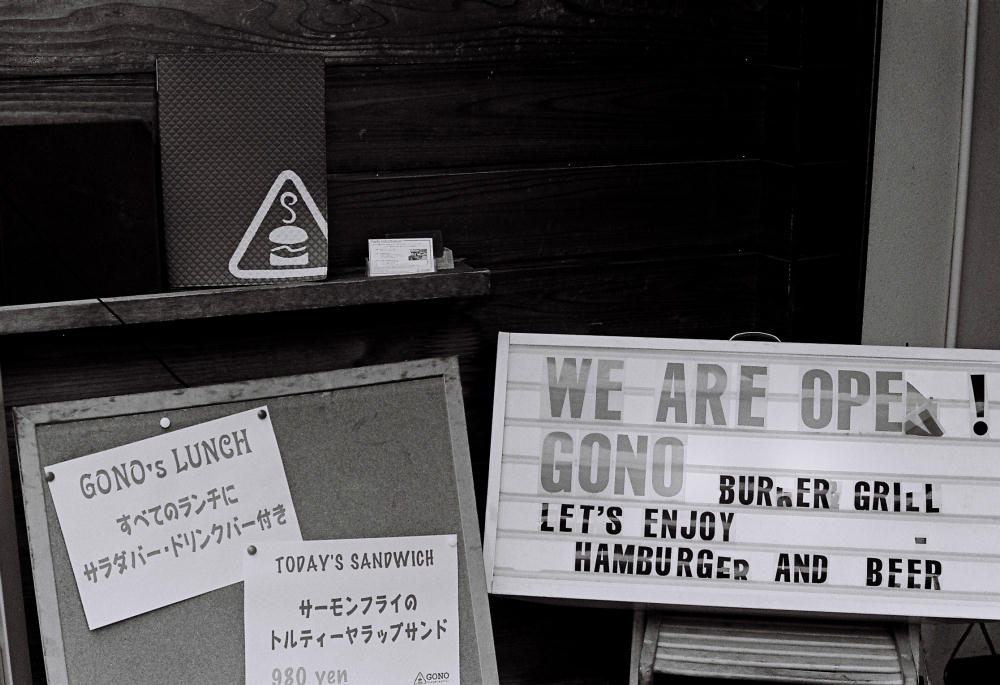 GONO's LUNCH
すべてのランチに
サラダバー・ドリンクバー付き
TODAY'S SANDWICH
サーモンフライの
トルティーヤラップサンド
980 yen
GONO
WE ARE OPEN!
GONO BURGER GRILL
LET'S ENJOY
HAMBURGER AND BEER